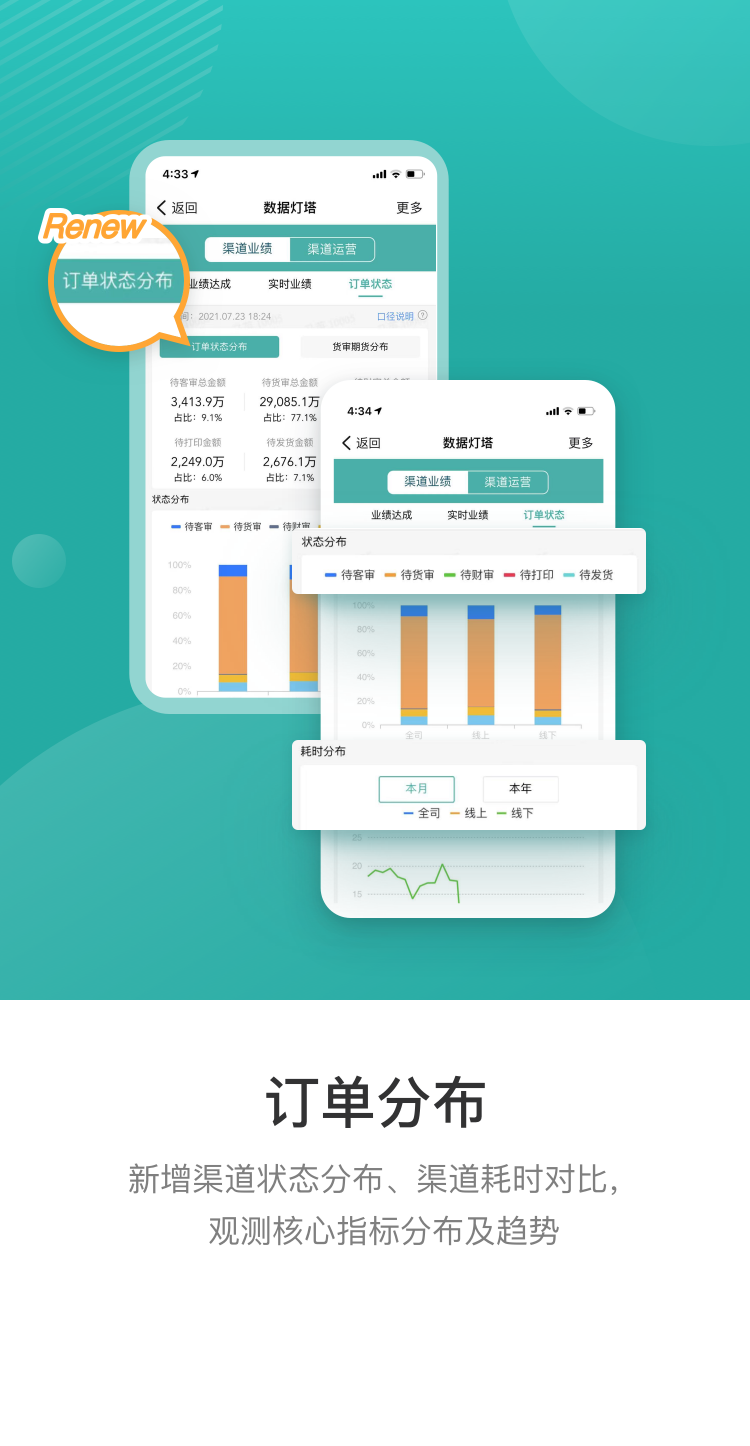 4:33
返回 数据灯塔 更多
Renew
渠道业绩 渠道运营
订单状态分布
业绩达成 实时业绩 订单状态
间：2021.07.23 18:24 口径说明 ?
订单状态分布 货审期货分布
待客审总金额 待货审总金额
3,413.9万 29,085.1万
占比：9.1% 占比：77.1%
待打印金额 待发货金额
2,249.0万 2,676.1万
占比：6.0% 占比：7.1%
状态分布
待客审 待货审 待财审
100%
80%
60%
40%
20%
0%
4:34
返回 数据灯塔 更多
渠道业绩 渠道运营
业绩达成 实时业绩 订单状态
状态分布
待客审 待货审 待财审 待打印 待发货
100%
80%
60%
40%
20%
0%
全司 线上 线下
耗时分布
本月 本年
全司 线上 线下
25
20
15
订单分布
新增渠道状态分布、渠道耗时对比，
观测核心指标分布及趋势